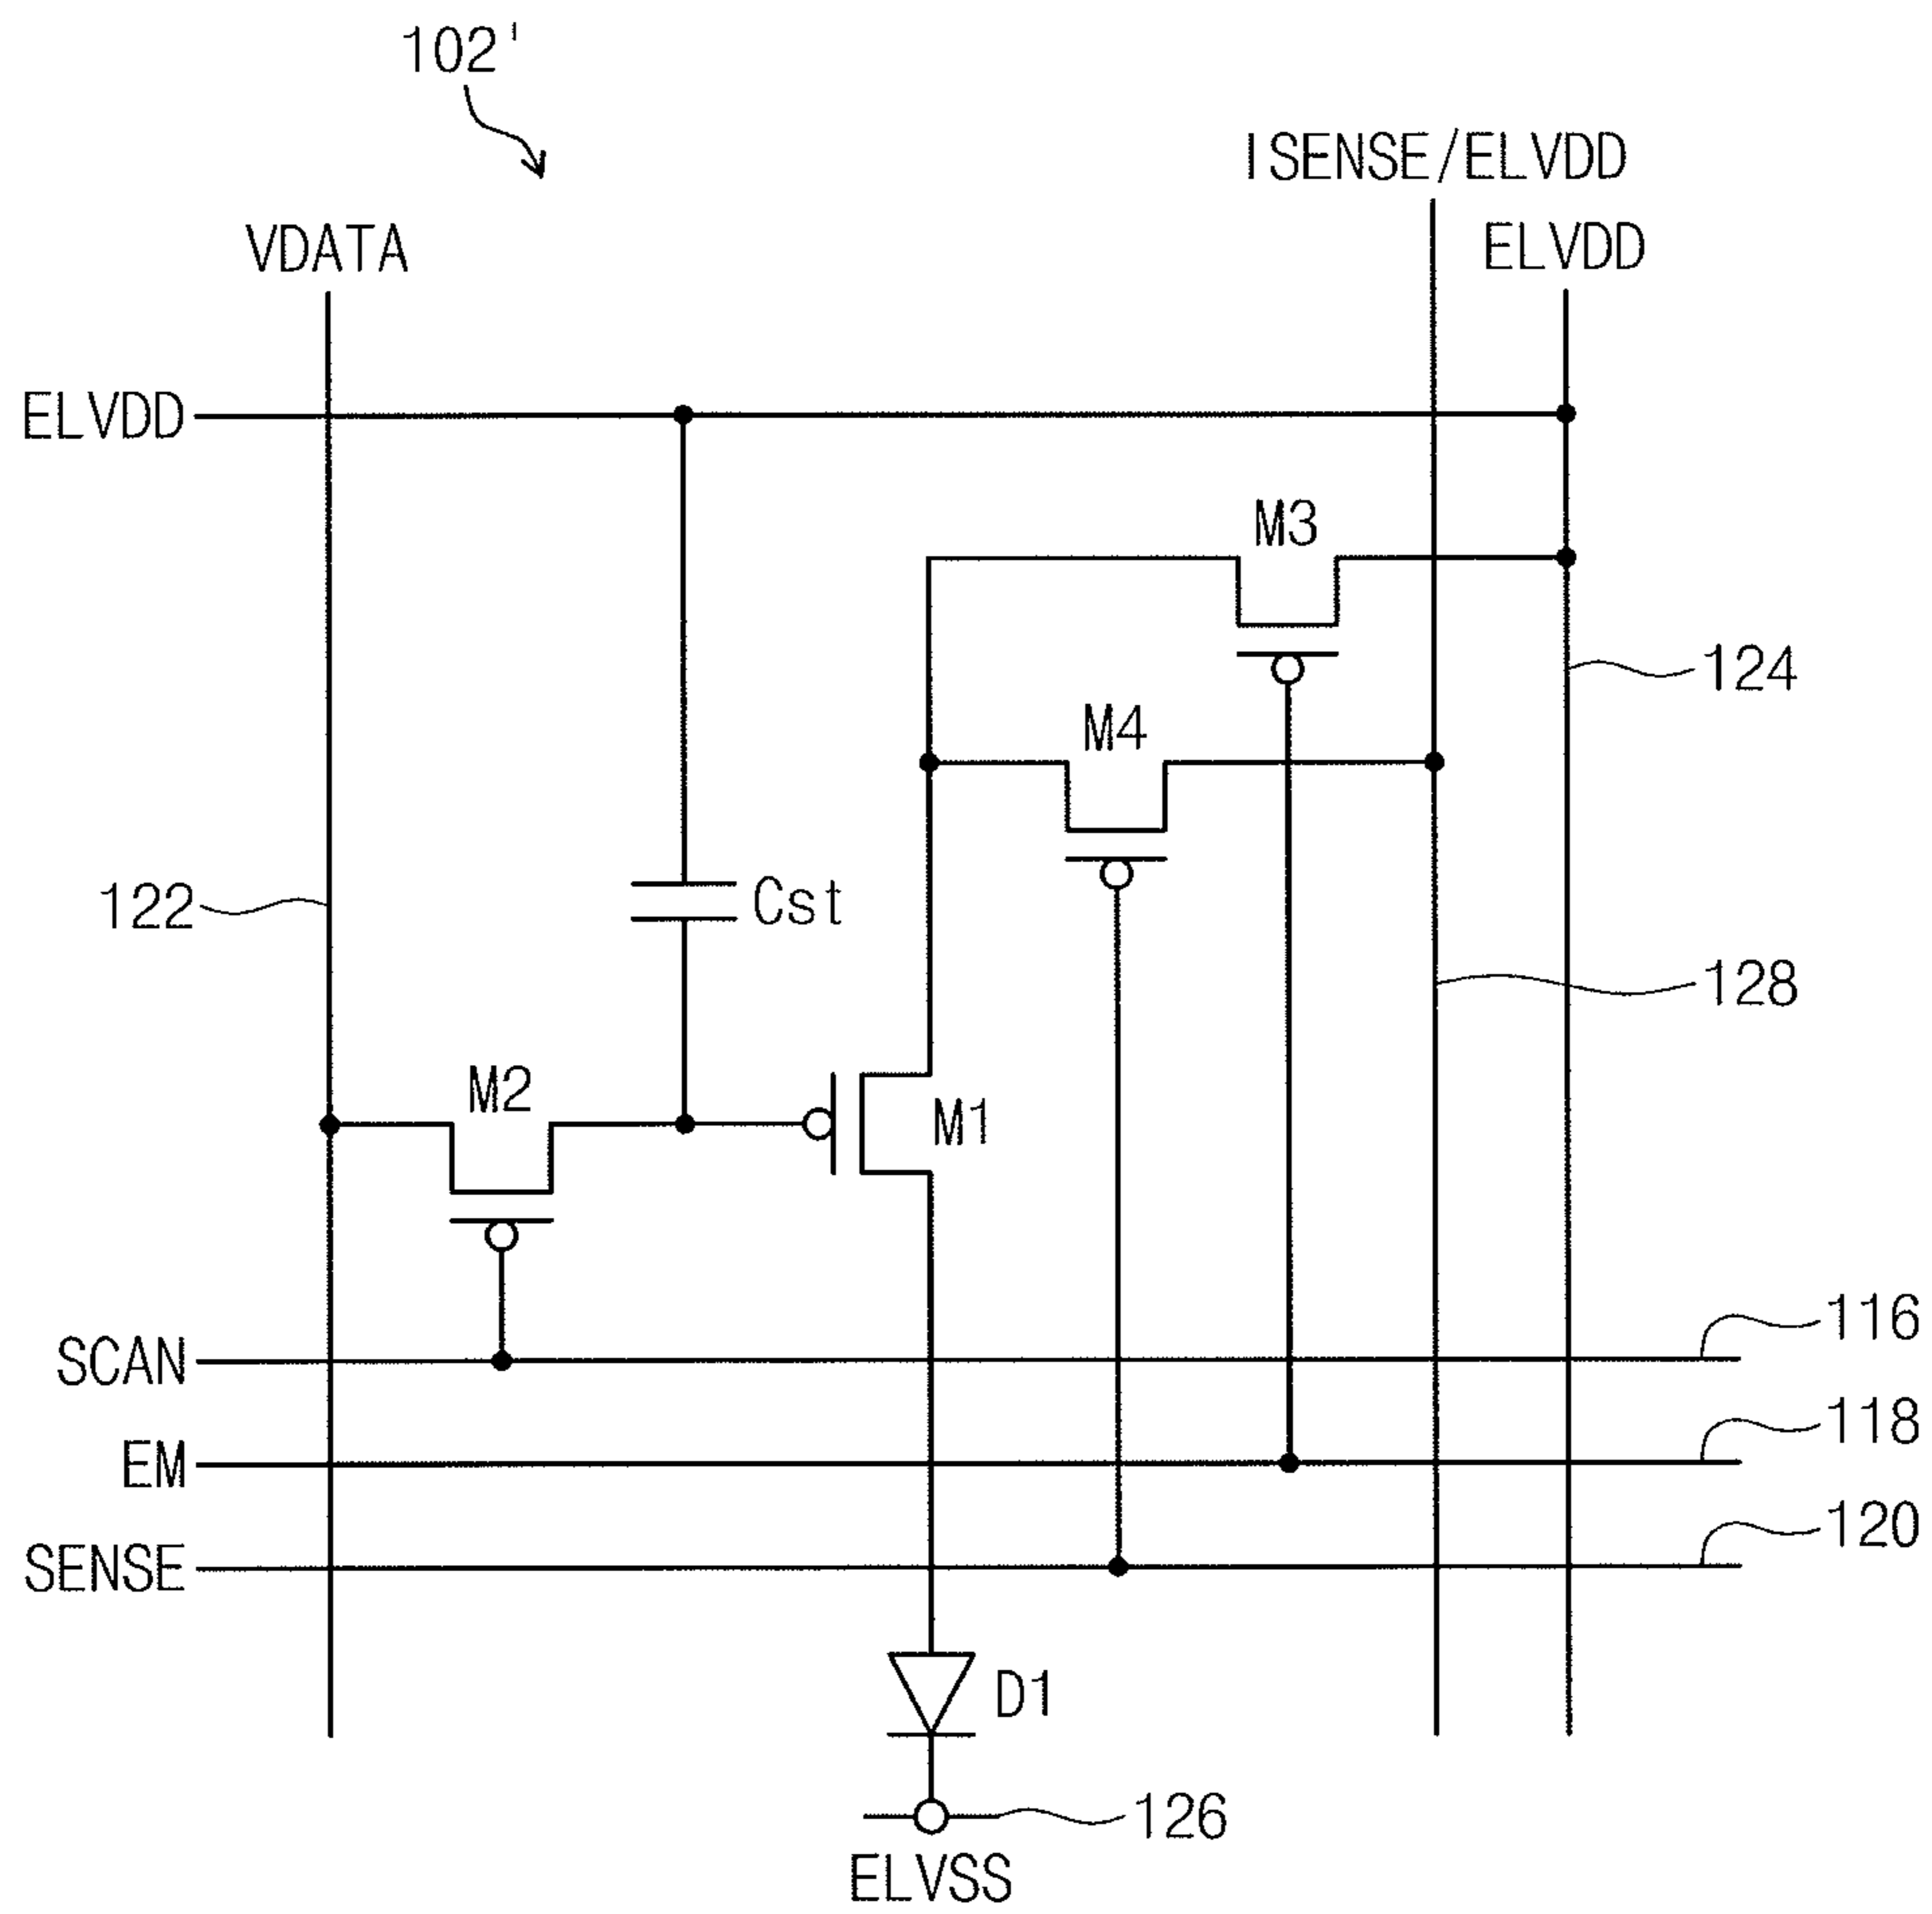 102'
ISENSE/ELVDD
VDATA
ELVDD
ELVDD
M3
124
M4
122
Cst
128
M2
M1
116
SCAN
118
EM
120
SENSE
D1
126
ELVSS